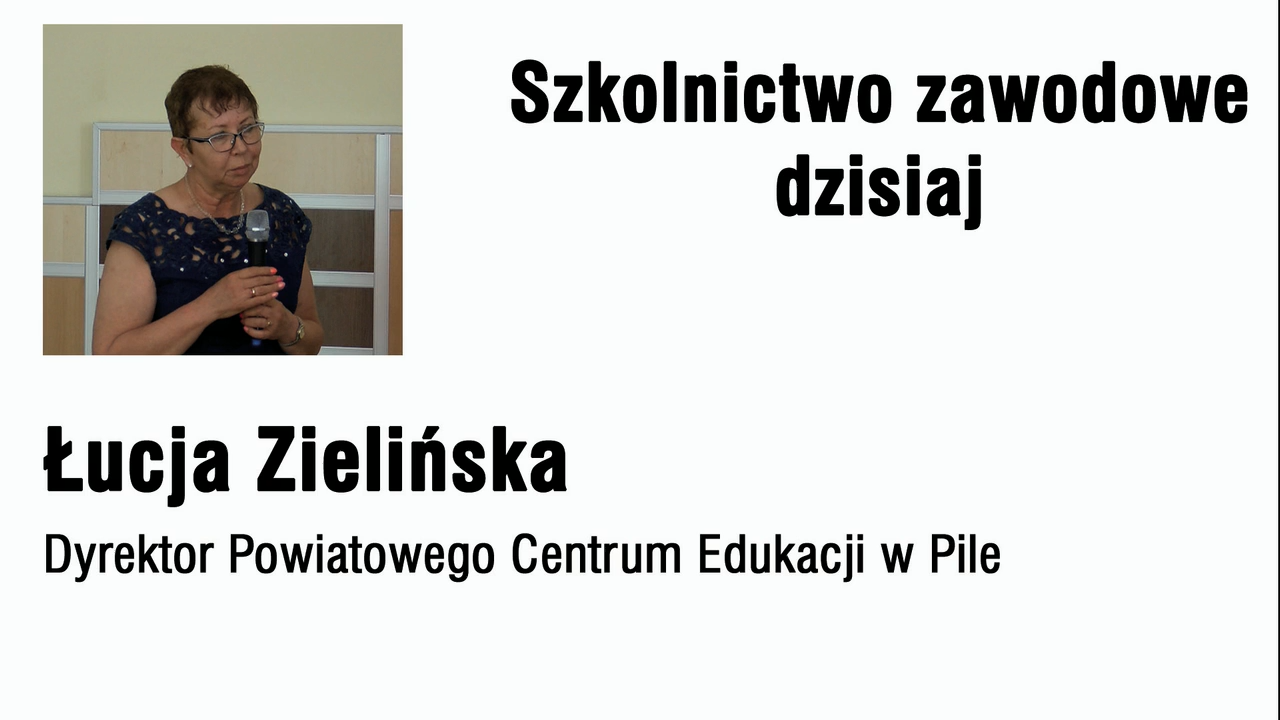 Szkolnictwo zawodowe
dzisiaj
Łucja Zielińska
Dyrektor Powiatowego Centrum Edukacji w Pile